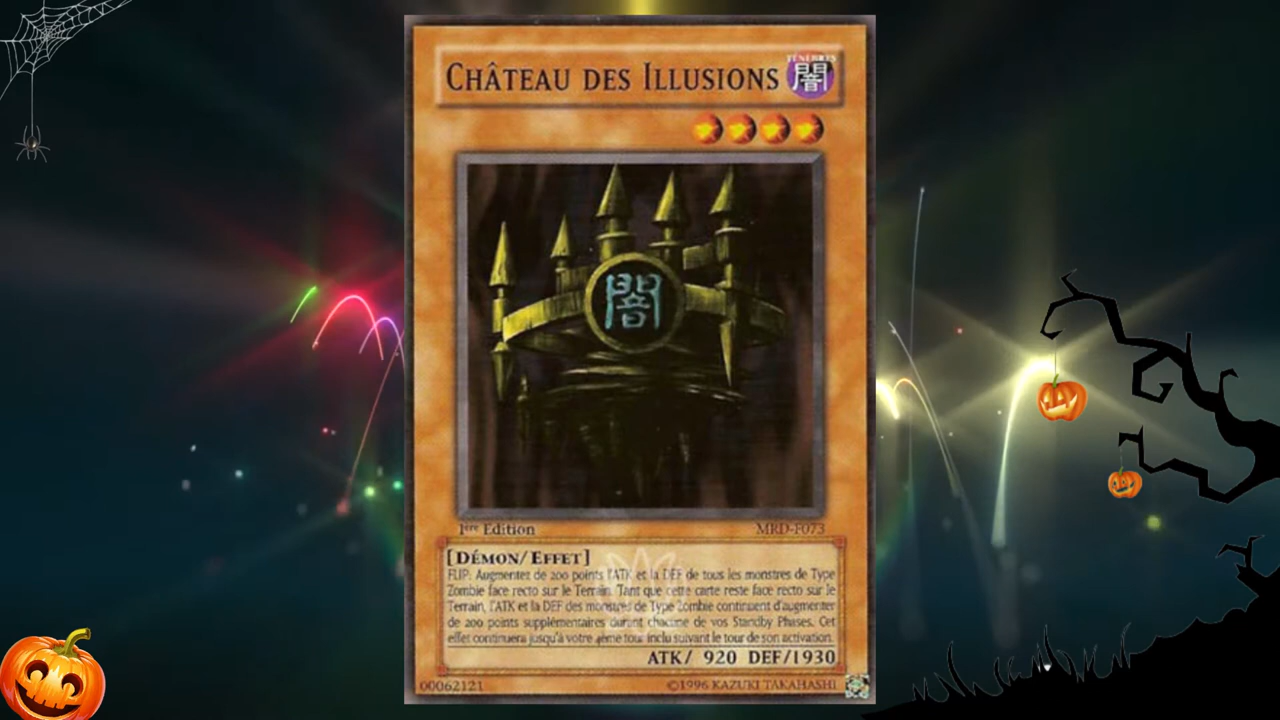 CHÂTEAU DES ILLUSIONS
TÉNÈBRES
闇
闇
1ère Edition
MRD-F073
[DÉMON/EFFET]
FLIP: Augmentez de 200 points l'ATK et la DEF de tous les monstres de Type
Zombie face recto sur le Terrain. Tant que cette carte reste face recto sur le
Terrain, l'ATK et la DEF des monstres de Type Zombie continuent d'augmenter
de 200 points supplémentaires durant chacune de vos Standby Phases. Cet
effet continuera jusqu'à votre 4ème tour inclu suivant le tour de son activation.
ATK/ 920 DEF/1930
00062121
©1996 KAZUKI TAKAHASHI